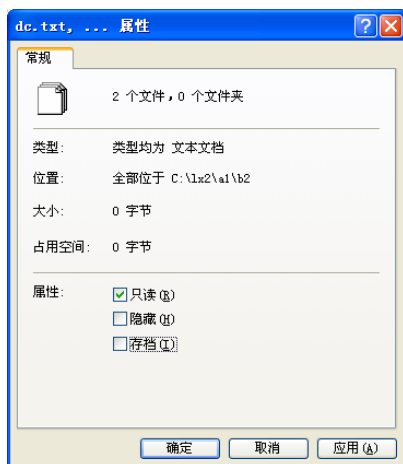 dc.txt, ... 属性
常规
2 个文件，0 个文件夹
类型: 类型均为 文本文档
位置: 全部位于 C:\lx2\a1\b2
大小: 0 字节
占用空间: 0 字节
属性: 只读(R)
隐藏(H)
存档(I)
确定 取消 应用(A)